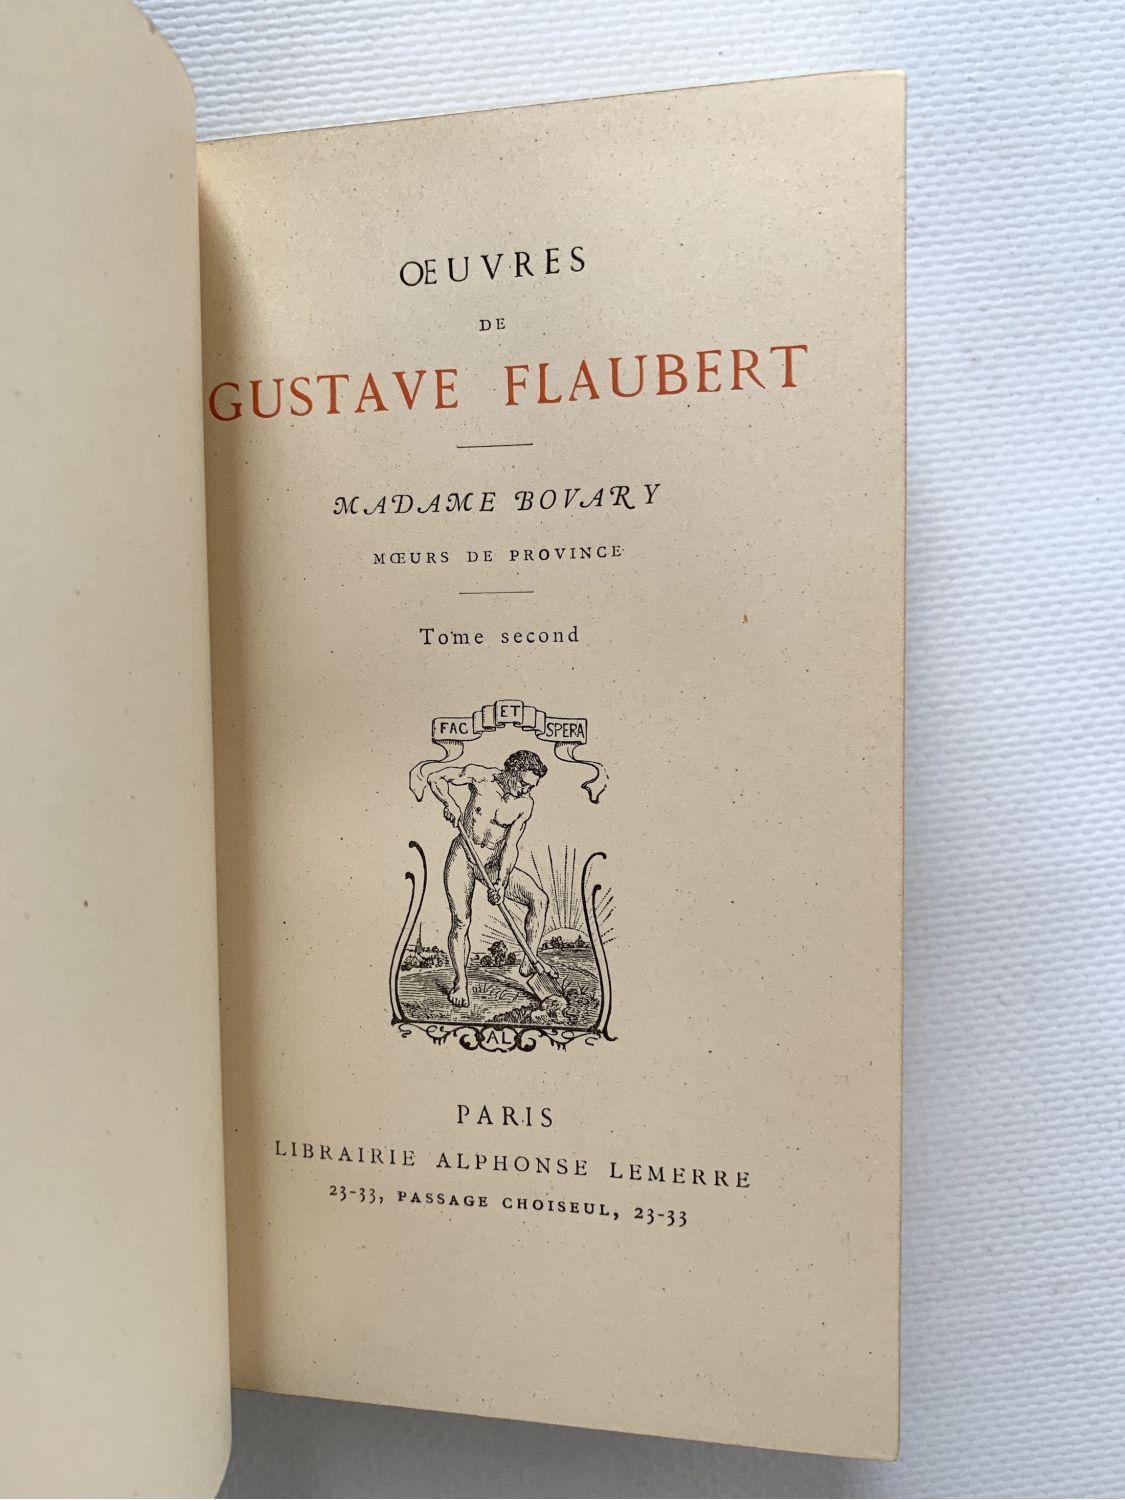 ŒUVRES
DE
GUSTAVE FLAUBERT
MADAME BOVARY
MŒURS DE PROVINCE
Tome second
FAC ET SPERA
AL
PARIS
LIBRAIRIE ALPHONSE LEMERRE
23-33, PASSAGE CHOISEUL, 23-33